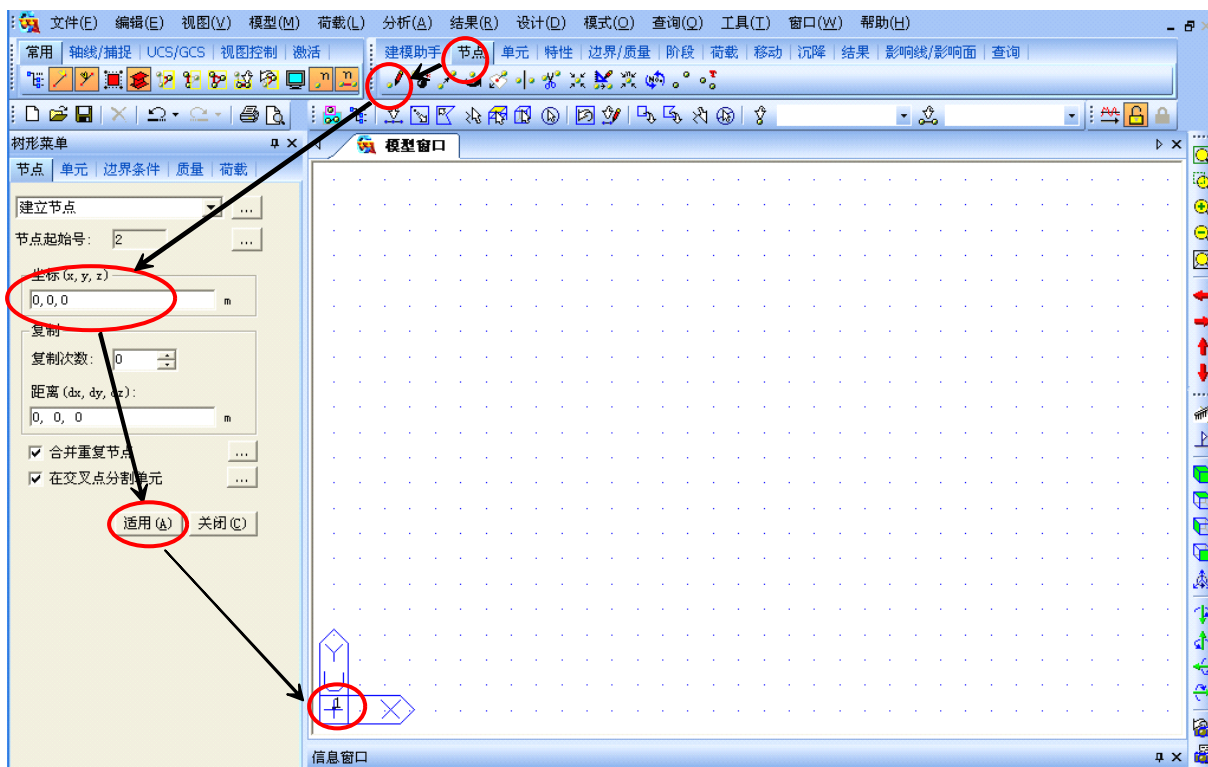 文件(F) 编辑(E) 视图(V) 模型(M) 荷载(L) 分析(A) 结果(R) 设计(D) 模式(O) 查询(Q) 工具(T) 窗口(W) 帮助(H)
常用 轴线/捕捉 UCS/GCS 视图控制 激活 建模助手 节点 单元 特性 边界/质量 阶段 荷载 移动 沉降 结果 影响线/影响面 查询
树形菜单 模型窗口
节点 单元 边界条件 质量 荷载
建立节点 ...
节点起始号: 2 ...
坐标(x, y, z)
0, 0, 0 m
复制
复制次数: 0
距离(dx, dy, dz):
0, 0, 0 m
合并重复节点 ...
在交叉点分割单元 ...
适用(A) 关闭(C)
Y
U
1 X
信息窗口